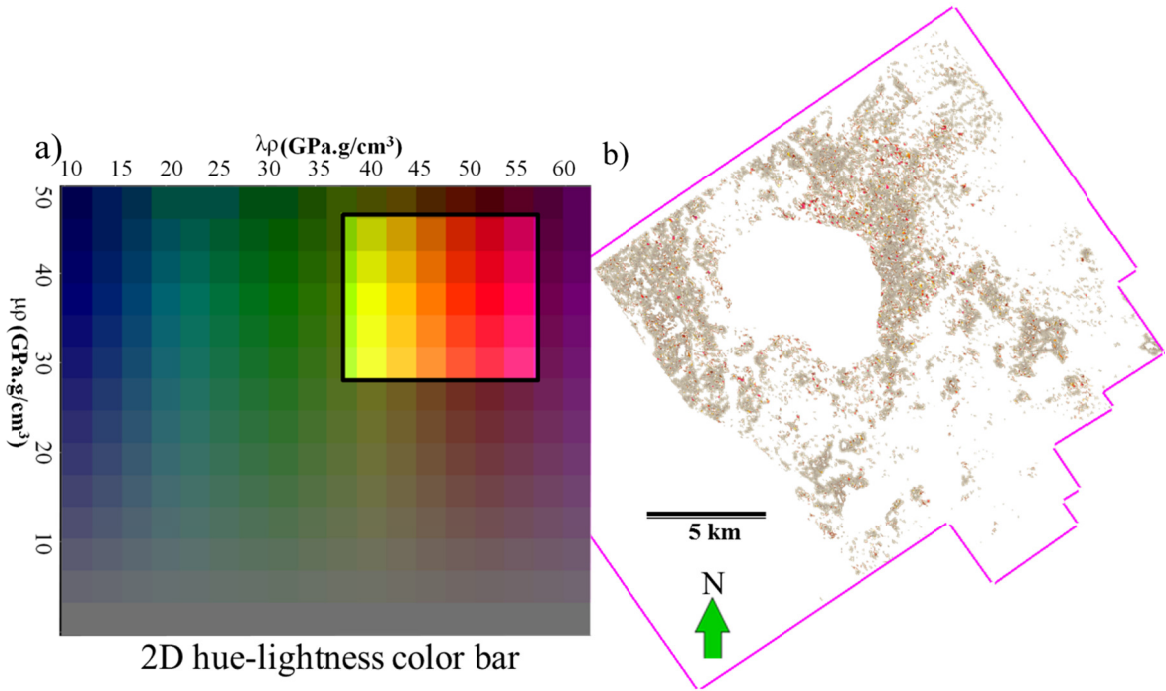 a)
λρ(GPa.g/cm³)
10 15 20 25 30 35 40 45 50 55 60
50
40
30
20
10
μρ(GPa.g/cm³)
2D hue-lightness color bar
b)
5 km
N